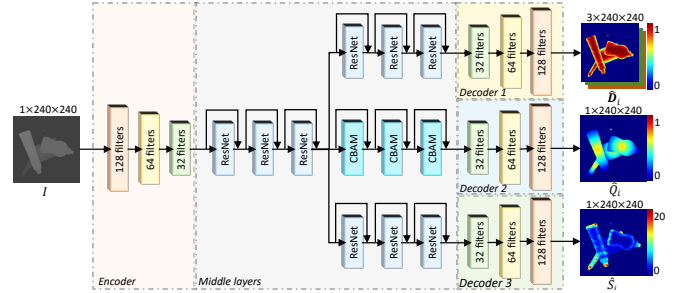 1×240×240
I
128 filters
64 filters
32 filters
Encoder
ResNet
ResNet
ResNet
Middle layers
ResNet
ResNet
ResNet
CBAM
CBAM
CBAM
ResNet
ResNet
ResNet
32 filters
64 filters
128 filters
Decoder 1
32 filters
64 filters
128 filters
Decoder 2
32 filters
64 filters
128 filters
Decoder 3
3×240×240
1
0
D̂ᵢ
1×240×240
1
0
Q̂ᵢ
1×240×240
20
0
Ŝᵢ